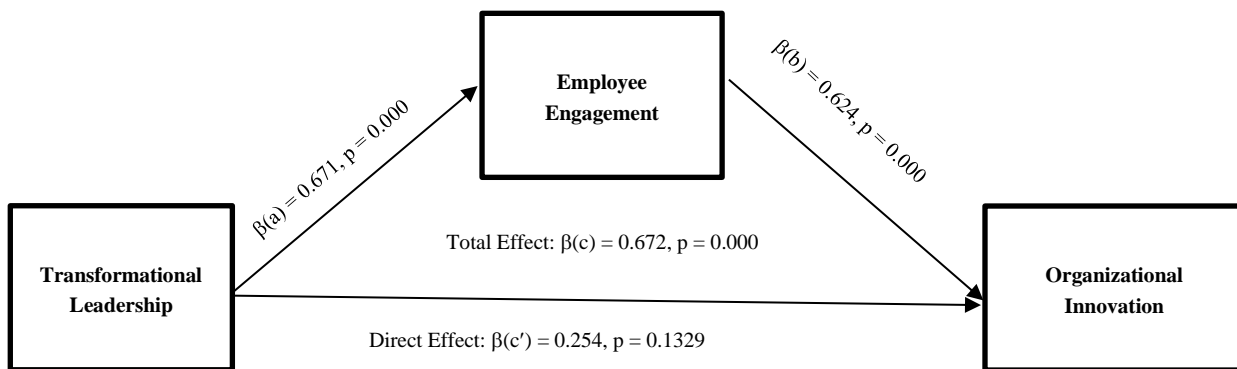 Employee
Engagement
β(a) = 0.671, p = 0.000
β(b) = 0.624, p = 0.000
Total Effect: β(c) = 0.672, p = 0.000
Transformational
Leadership
Organizational
Innovation
Direct Effect: β(c′) = 0.254, p = 0.1329